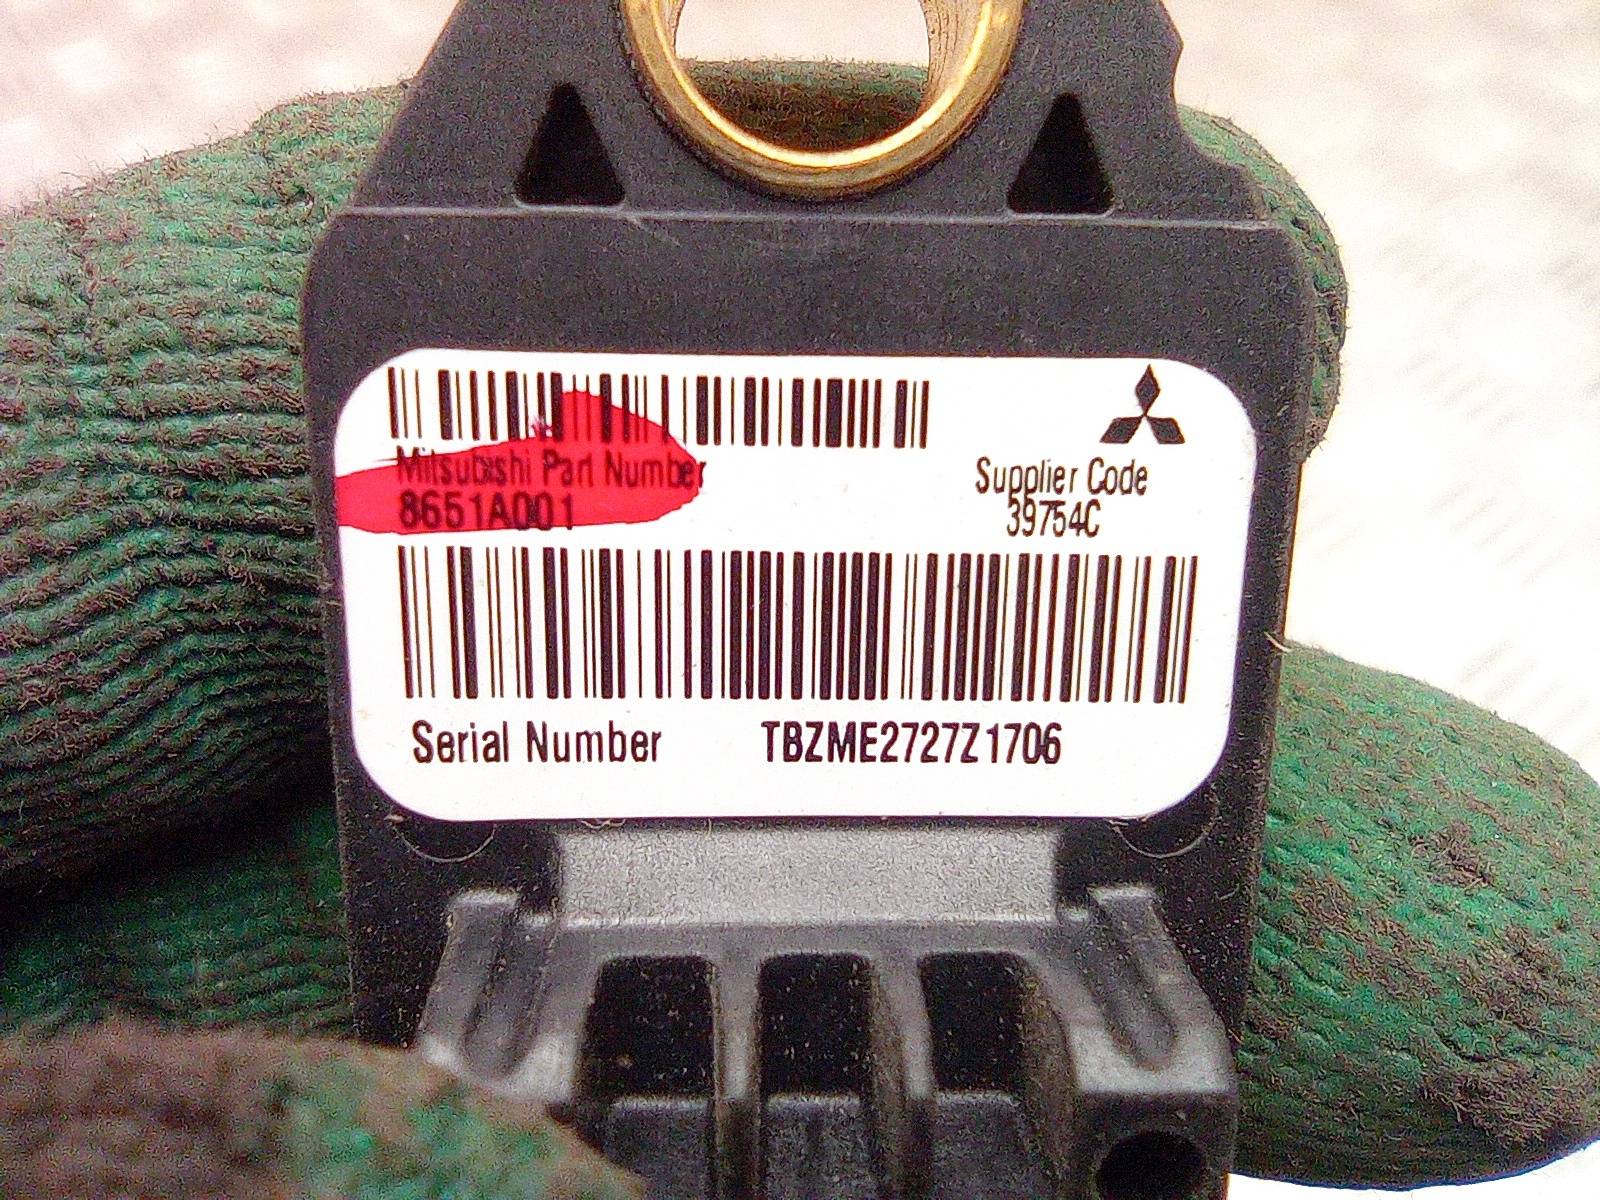 Mitsubishi Part Number
8651A001
Supplier Code
39754C
Serial Number TBZME2727Z1706